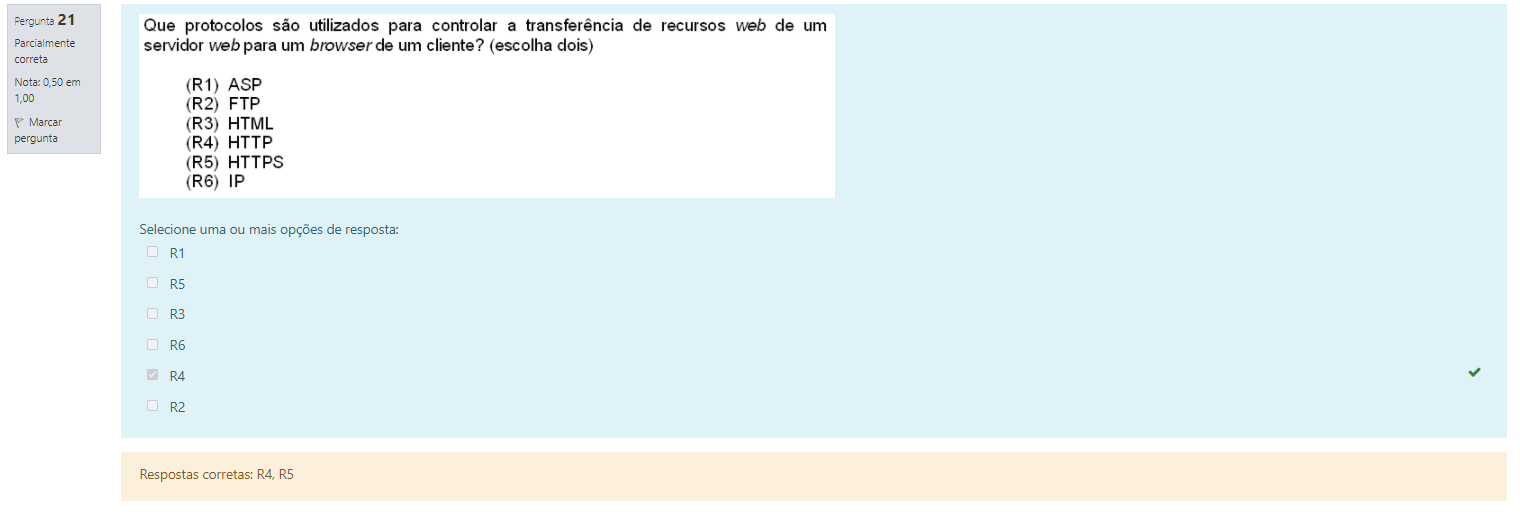 Pergunta 21
Parcialmente
correta
Nota: 0,50 em
1,00
Marcar
pergunta
Que protocolos são utilizados para controlar a transferência de recursos web de um
servidor web para um browser de um cliente? (escolha dois)
(R1) ASP
(R2) FTP
(R3) HTML
(R4) HTTP
(R5) HTTPS
(R6) IP
Selecione uma ou mais opções de resposta:
R1
R5
R3
R6
R4
R2
Respostas corretas: R4, R5